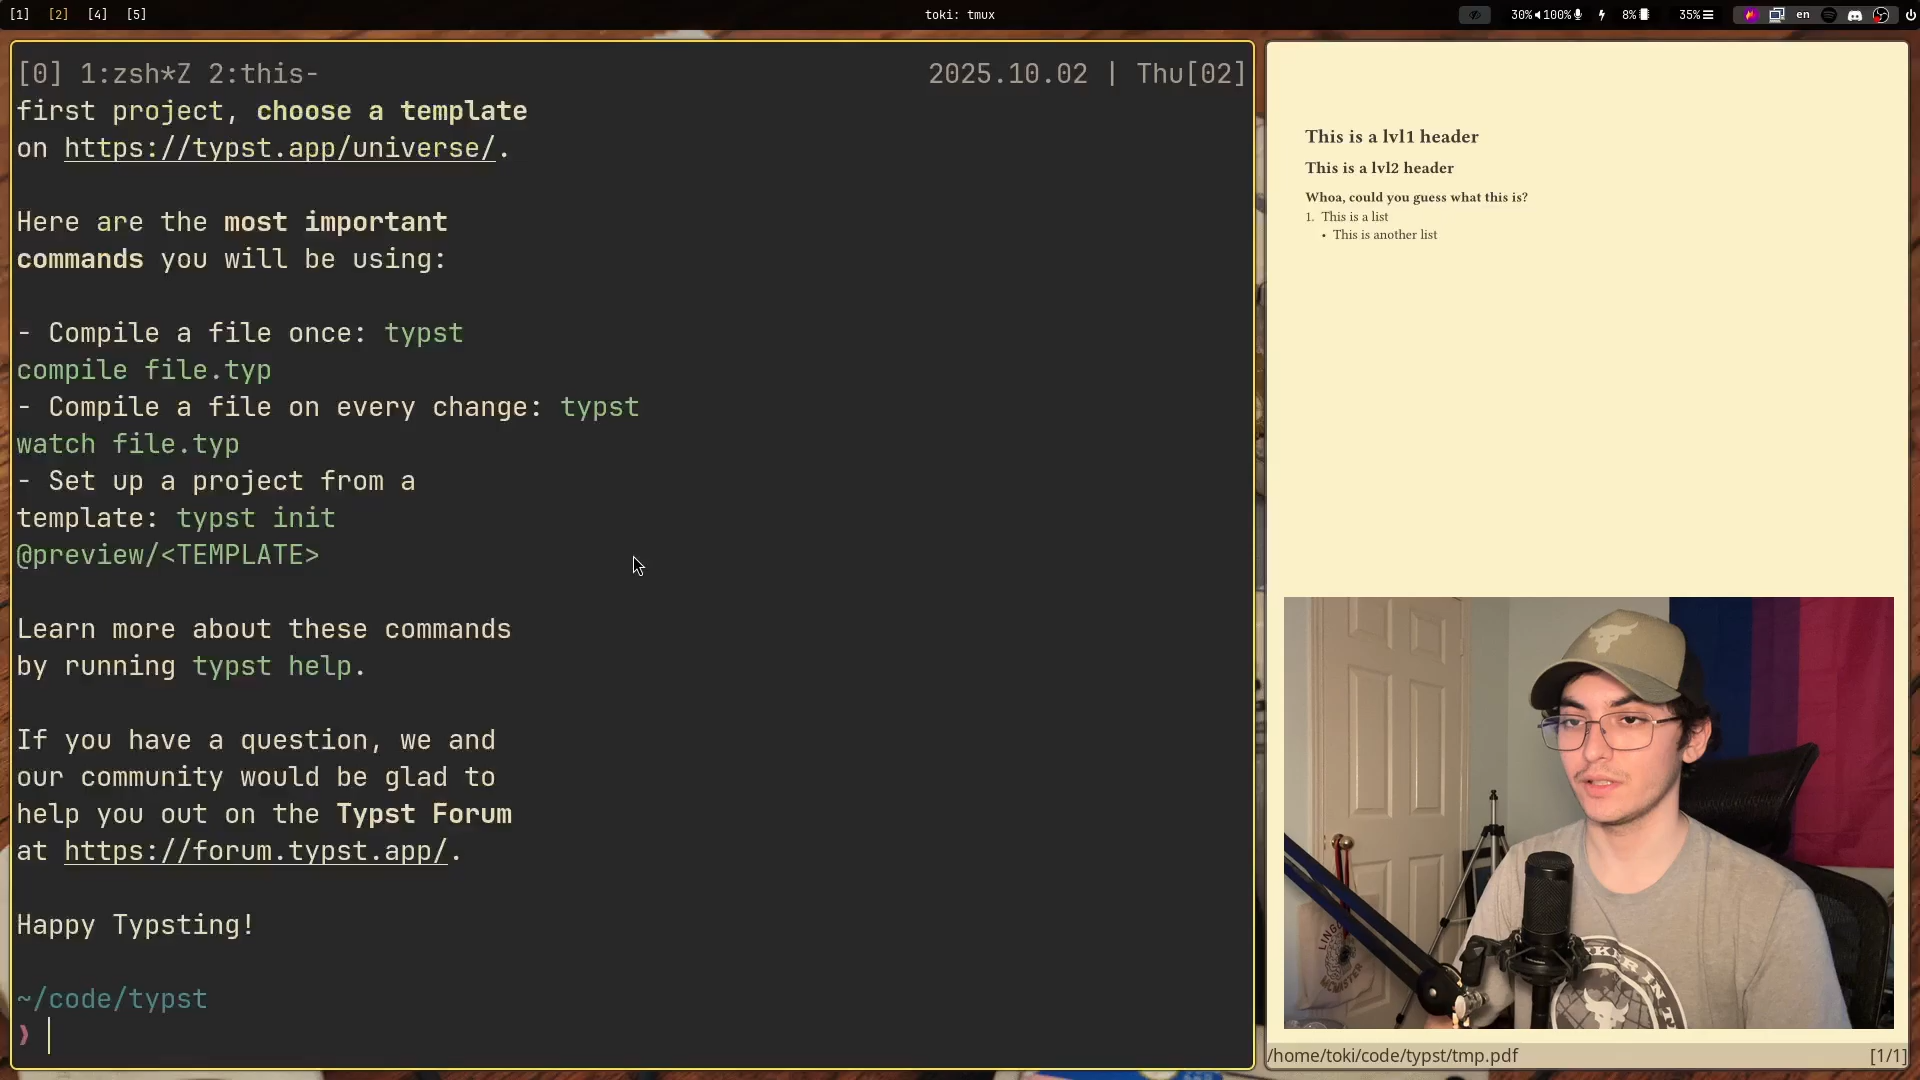 [1] [2] [4] [5]
toki: tmux
30% 100% 8% 35% en
[0] 1:zsh*Z 2:this-
2025.10.02 | Thu[02]
first project, choose a template
on https://typst.app/universe/.
Here are the most important
commands you will be using:
- Compile a file once: typst
compile file.typ
- Compile a file on every change: typst
watch file.typ
- Set up a project from a
template: typst init
@preview/<TEMPLATE>
Learn more about these commands
by running typst help.
If you have a question, we and
our community would be glad to
help you out on the Typst Forum
at https://forum.typst.app/.
Happy Typsting!
~/code/typst
❯
This is a lvl1 header
This is a lvl2 header
Whoa, could you guess what this is?
1. This is a list
• This is another list
/home/toki/code/typst/tmp.pdf
[1/1]